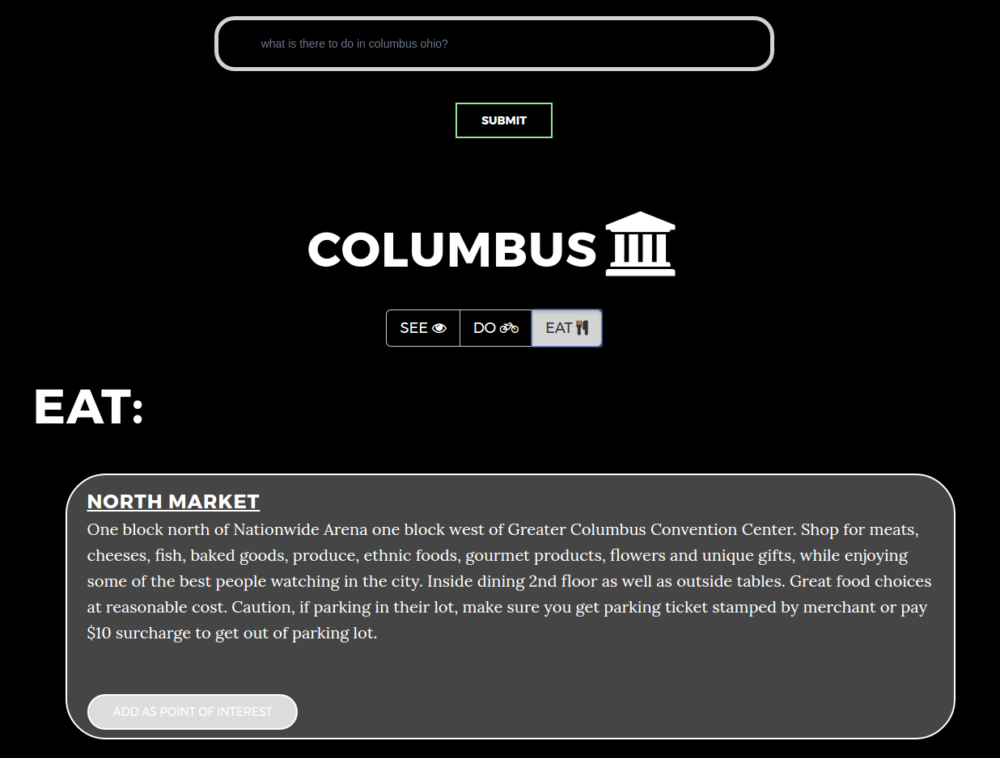 what is there to do in columbus ohio?
SUBMIT
COLUMBUS
SEE DO EAT
EAT:
NORTH MARKET
One block north of Nationwide Arena one block west of Greater Columbus Convention Center. Shop for meats,
cheeses, fish, baked goods, produce, ethnic foods, gourmet products, flowers and unique gifts, while enjoying
some of the best people watching in the city. Inside dining 2nd floor as well as outside tables. Great food choices
at reasonable cost. Caution, if parking in their lot, make sure you get parking ticket stamped by merchant or pay
$10 surcharge to get out of parking lot.
ADD AS POINT OF INTEREST